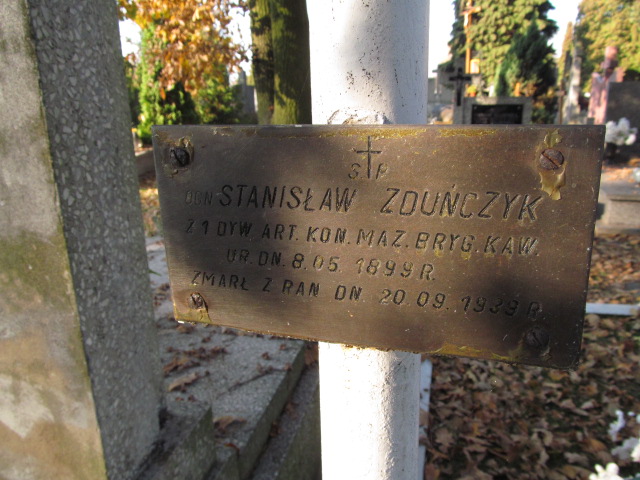 Ś P
OGN STANISŁAW ZDUŃCZYK
Z 1 DYW. ART. KON. MAZ. BRYG. KAW.
UR. DN. 8.05. 1899 R.
ZMARŁ Z RAN DN. 20.09.1939 R.